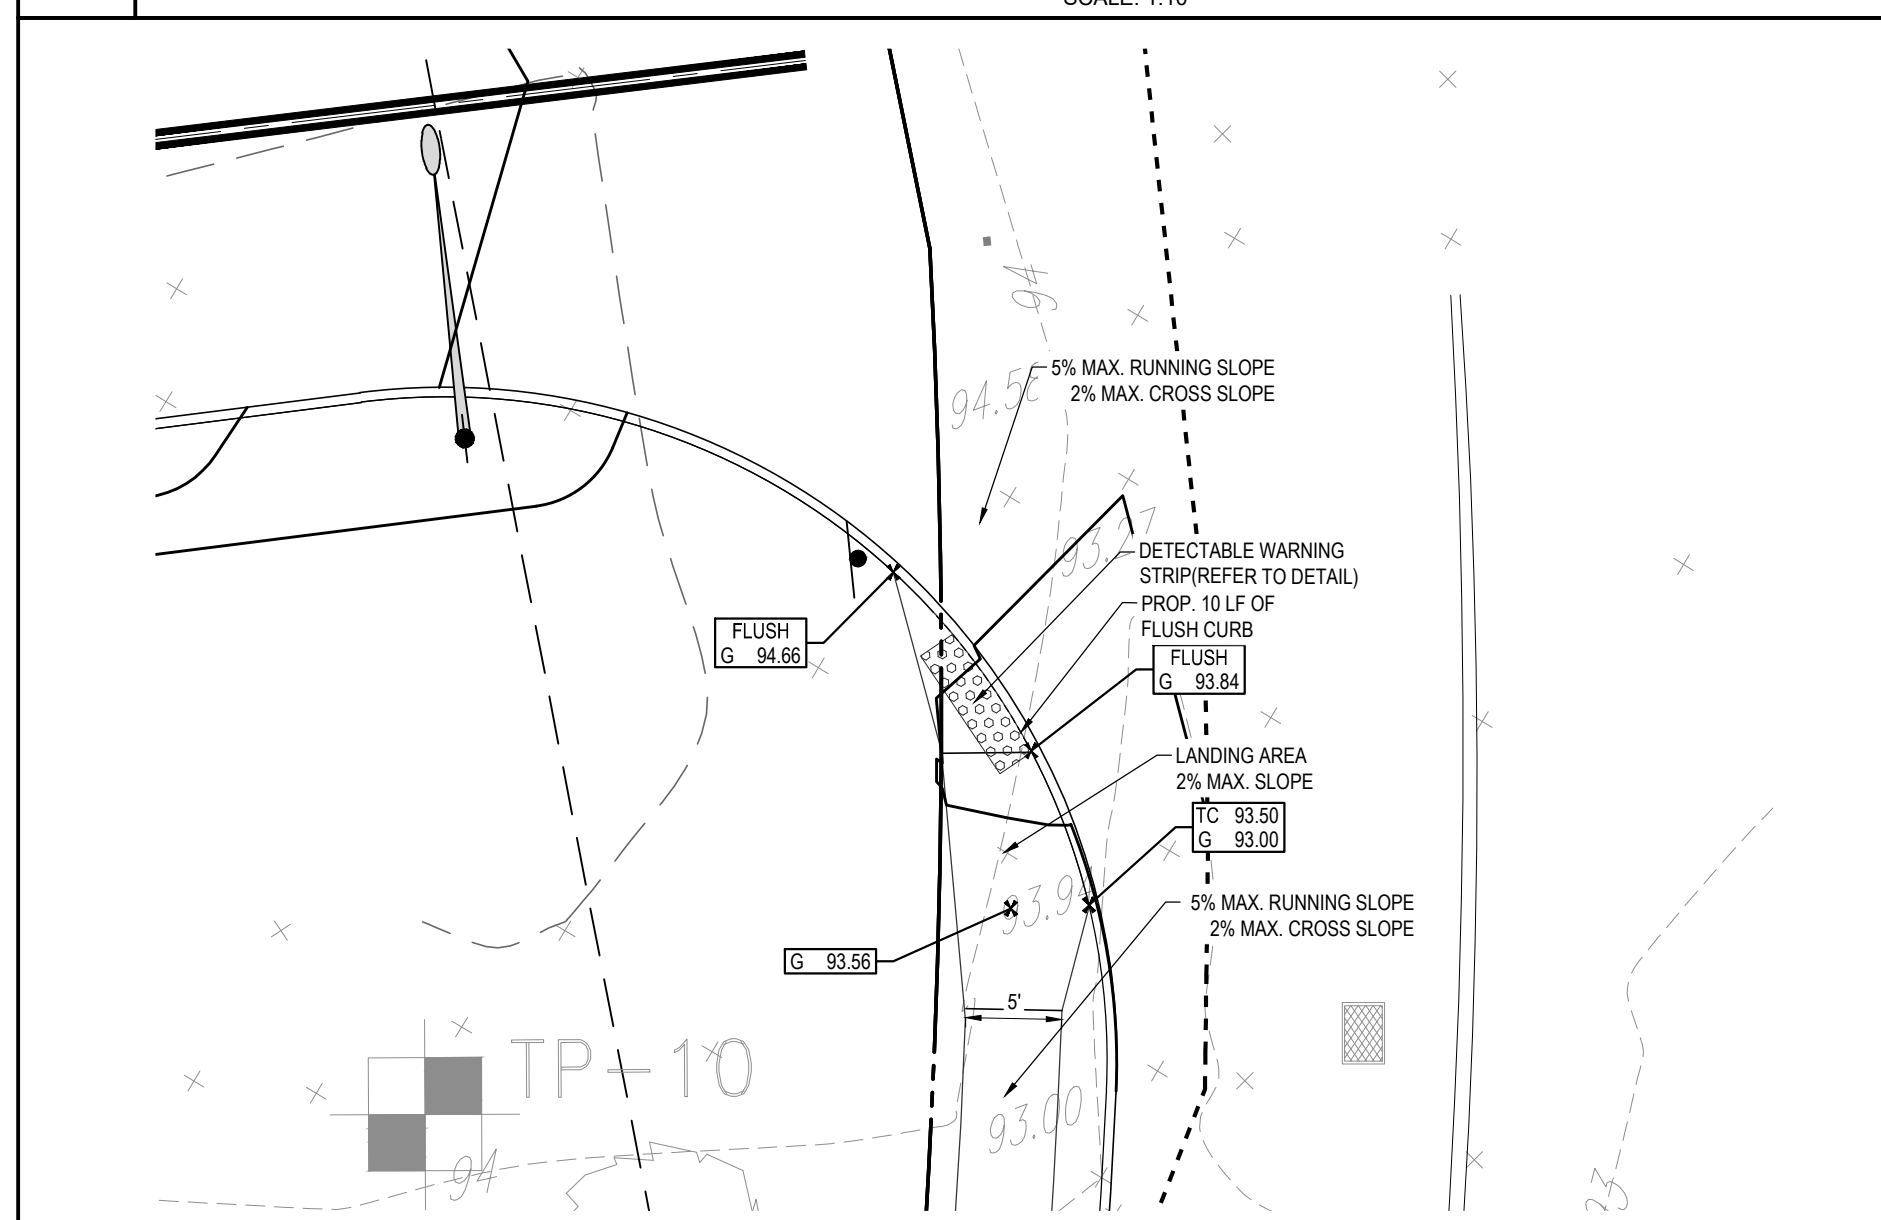 94
5% MAX. RUNNING SLOPE
2% MAX. CROSS SLOPE
DETECTABLE WARNING
STRIP(REFER TO DETAIL)
PROP. 10 LF OF
FLUSH CURB
FLUSH
G 94.66
FLUSH
G 93.84
LANDING AREA
2% MAX. SLOPE
TC 93.50
G 93.00
93.94
5% MAX. RUNNING SLOPE
2% MAX. CROSS SLOPE
G 93.56
5'
TP-10
93.00
94
93